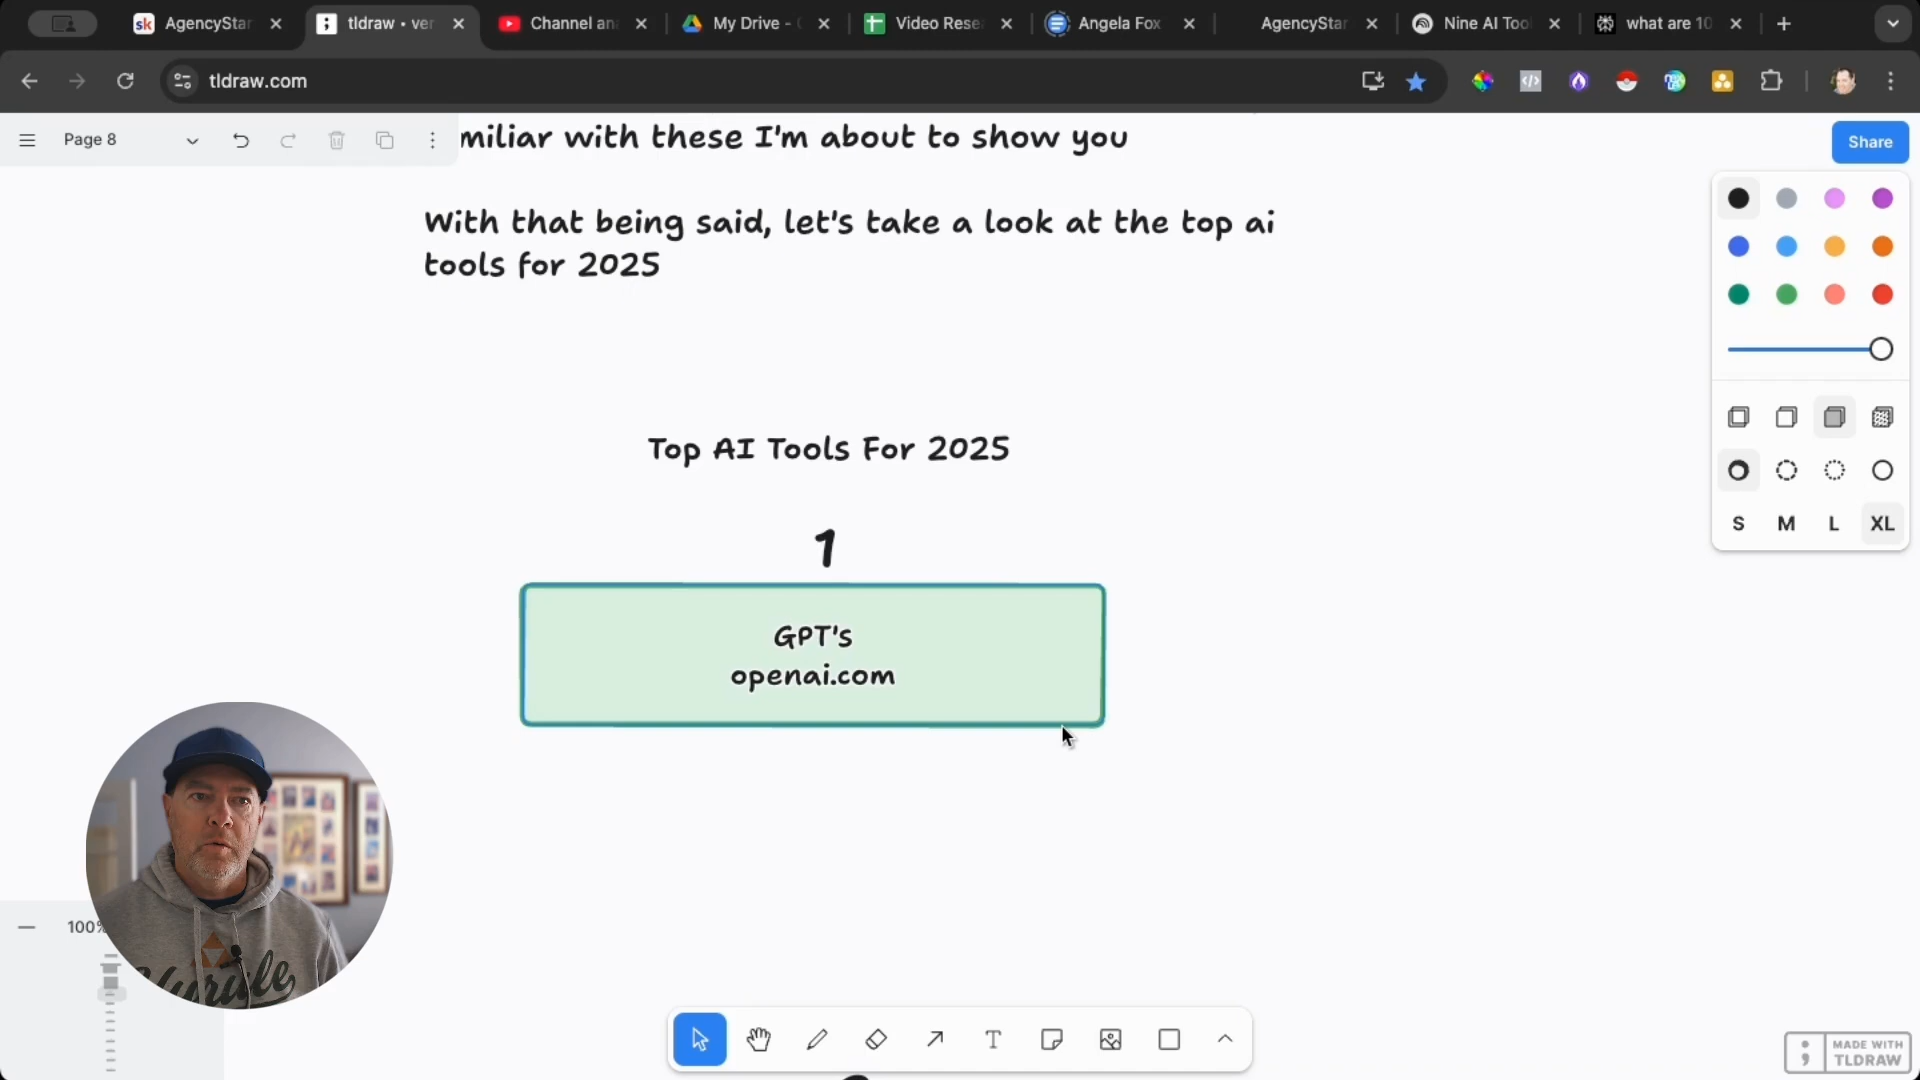 sk AgencyStar
tldraw • ver
Channel an
My Drive - 
Video Rese
Angela Fox
AgencyStar
Nine AI Tool
what are 10
tldraw.com
Page 8
Share
miliar with these I'm about to show you
With that being said, let's take a look at the top ai
tools for 2025
Top AI Tools For 2025
1
GPT's
openai.com
S M L XL
100%
MADE WITH
TLDRAW